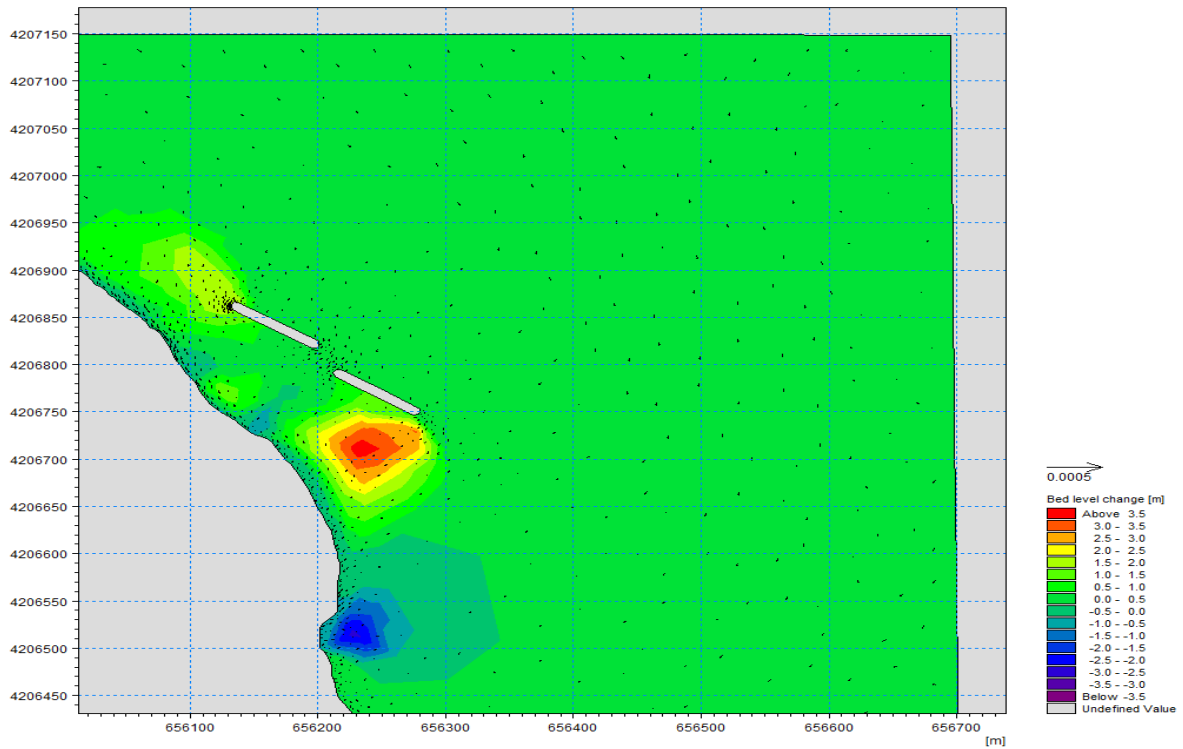 4207150
4207100
4207050
4207000
4206950
4206900
4206850
4206800
4206750
4206700
4206650
4206600
4206550
4206500
4206450
656100 656200 656300 656400 656500 656600 656700
[m]
0.0005
Bed level change [m]
Above 3.5
3.0 - 3.5
2.5 - 3.0
2.0 - 2.5
1.5 - 2.0
1.0 - 1.5
0.5 - 1.0
0.0 - 0.5
-0.5 - 0.0
-1.0 - -0.5
-1.5 - -1.0
-2.0 - -1.5
-2.5 - -2.0
-3.0 - -2.5
-3.5 - -3.0
Below -3.5
Undefined Value